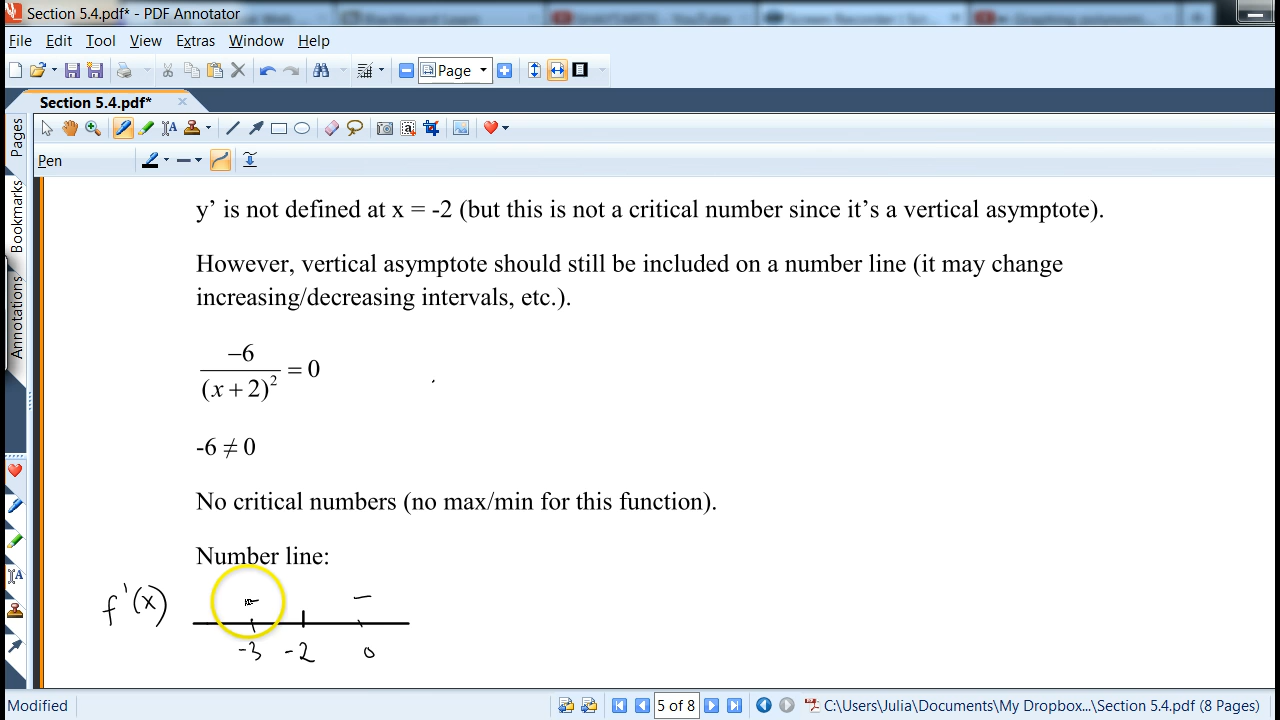 Section 5.4.pdf* - PDF Annotator
File Edit Tool View Extras Window Help
Page
Section 5.4.pdf*
Pen
Pages
Bookmarks
Annotations
y’ is not defined at x = -2 (but this is not a critical number since it’s a vertical asymptote).
However, vertical asymptote should still be included on a number line (it may change
increasing/decreasing intervals, etc.).
−6
(x + 2)² = 0
-6 ≠ 0
No critical numbers (no max/min for this function).
Number line:
f'(x) − −
-3 -2 0
Modified 5 of 8 C:\Users\Julia\Documents\My Dropbox...\Section 5.4.pdf (8 Pages)